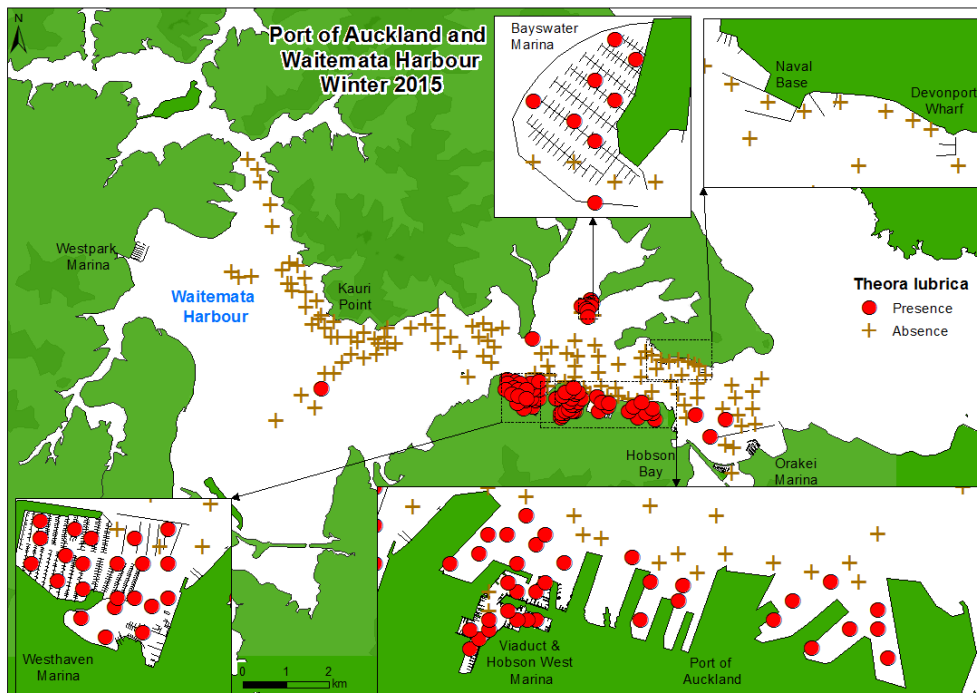 N
Port of Auckland and
Waitemata Harbour
Winter 2015
Bayswater
Marina
Naval
Base
Devonport
Wharf
Westpark
Marina
Waitemata
Harbour
Kauri
Point
Theora lubrica
Presence
Absence
Hobson
Bay
Orakei
Marina
Westhaven
Marina
0 1 2
km
Viaduct &
Hobson West
Marina
Port of
Auckland